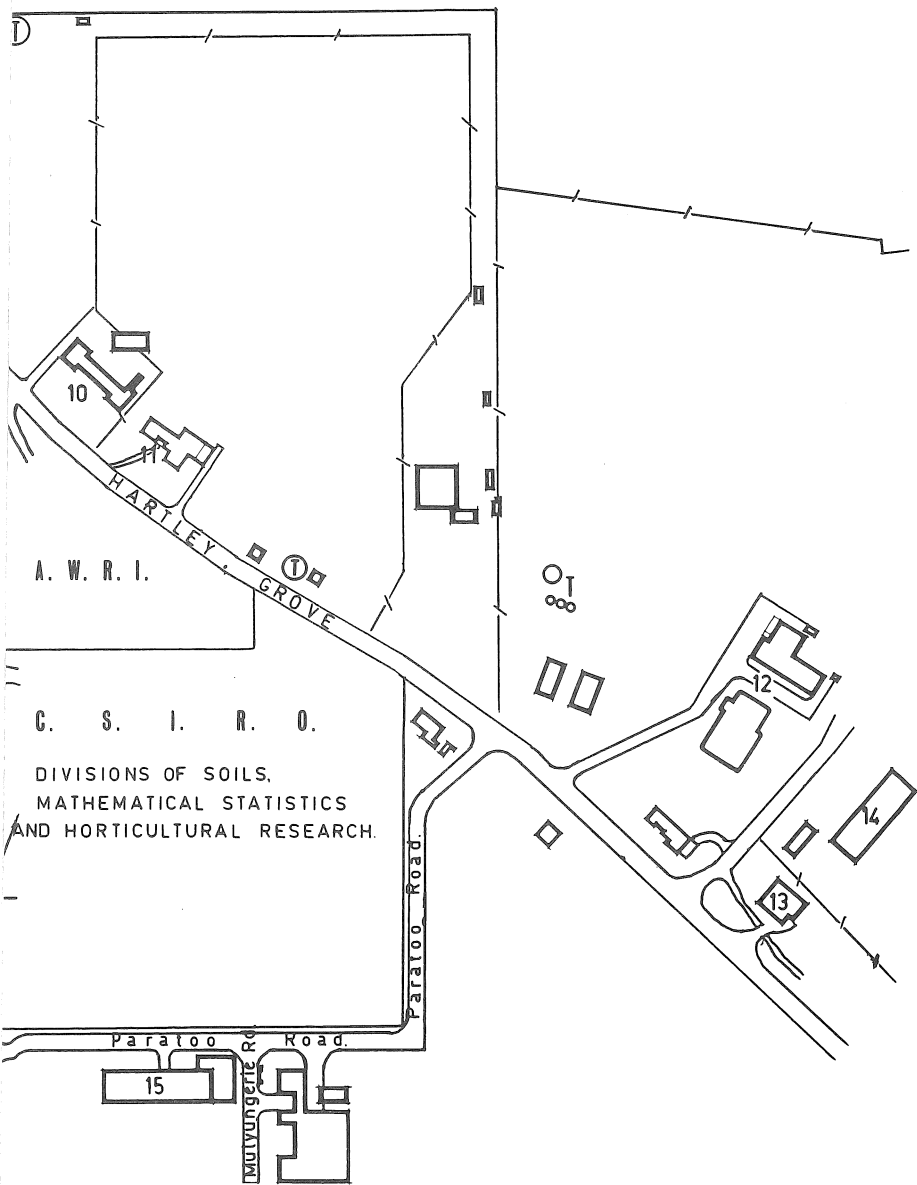 T
10
11
HARTLEY GROVE
A. W. R. I.
T
T
12
C. S. I. R. O.
DIVISIONS OF SOILS,
MATHEMATICAL STATISTICS
AND HORTICULTURAL RESEARCH.
14
13
Paratoo Road.
Paratoo Road.
Mutyungerie Rd
15